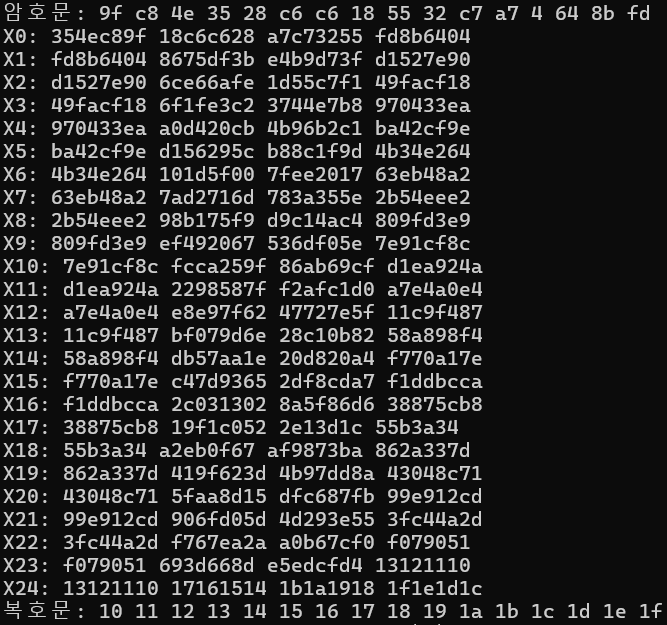 암호문: 9f c8 4e 35 28 c6 c6 18 55 32 c7 a7 4 64 8b fd
X0: 354ec89f 18c6c628 a7c73255 fd8b6404
X1: fd8b6404 8675df3b e4b9d73f d1527e90
X2: d1527e90 6ce66afe 1d55c7f1 49facf18
X3: 49facf18 6f1fe3c2 3744e7b8 970433ea
X4: 970433ea a0d420cb 4b96b2c1 ba42cf9e
X5: ba42cf9e d156295c b88c1f9d 4b34e264
X6: 4b34e264 101d5f00 7fee2017 63eb48a2
X7: 63eb48a2 7ad2716d 783a355e 2b54eee2
X8: 2b54eee2 98b175f9 d9c14ac4 809fd3e9
X9: 809fd3e9 ef492067 536df05e 7e91cf8c
X10: 7e91cf8c fcca259f 86ab69cf d1ea924a
X11: d1ea924a 2298587f f2afc1d0 a7e4a0e4
X12: a7e4a0e4 e8e97f62 47727e5f 11c9f487
X13: 11c9f487 bf079d6e 28c10b82 58a898f4
X14: 58a898f4 db57aa1e 20d820a4 f770a17e
X15: f770a17e c47d9365 2df8cda7 f1ddbcca
X16: f1ddbcca 2c031302 8a5f86d6 38875cb8
X17: 38875cb8 19f1c052 2e13d1c 55b3a34
X18: 55b3a34 a2eb0f67 af9873ba 862a337d
X19: 862a337d 419f623d 4b97dd8a 43048c71
X20: 43048c71 5faa8d15 dfc687fb 99e912cd
X21: 99e912cd 906fd05d 4d293e55 3fc44a2d
X22: 3fc44a2d f767ea2a a0b67cf0 f079051
X23: f079051 693d668d e5edcfd4 13121110
X24: 13121110 17161514 1b1a1918 1f1e1d1c
복호문: 10 11 12 13 14 15 16 17 18 19 1a 1b 1c 1d 1e 1f